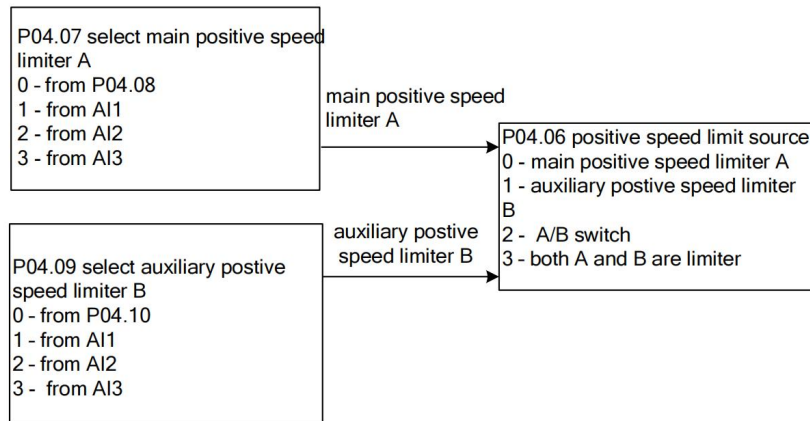 P04.07 select main positive speed
limiter A
0 - from P04.08
1 - from AI1
2 - from AI2
3 - from AI3
main positive speed
limiter A
P04.06 positive speed limit source
0 - main positive speed limiter A
1 - auxiliary postive speed limiter
B
2 -  A/B switch
3 - both A and B are limiter
auxiliary postive
speed limiter B
P04.09 select auxiliary postive
speed limiter B
0 - from P04.10
1 - from AI1
2 - from AI2
3 -  from AI3